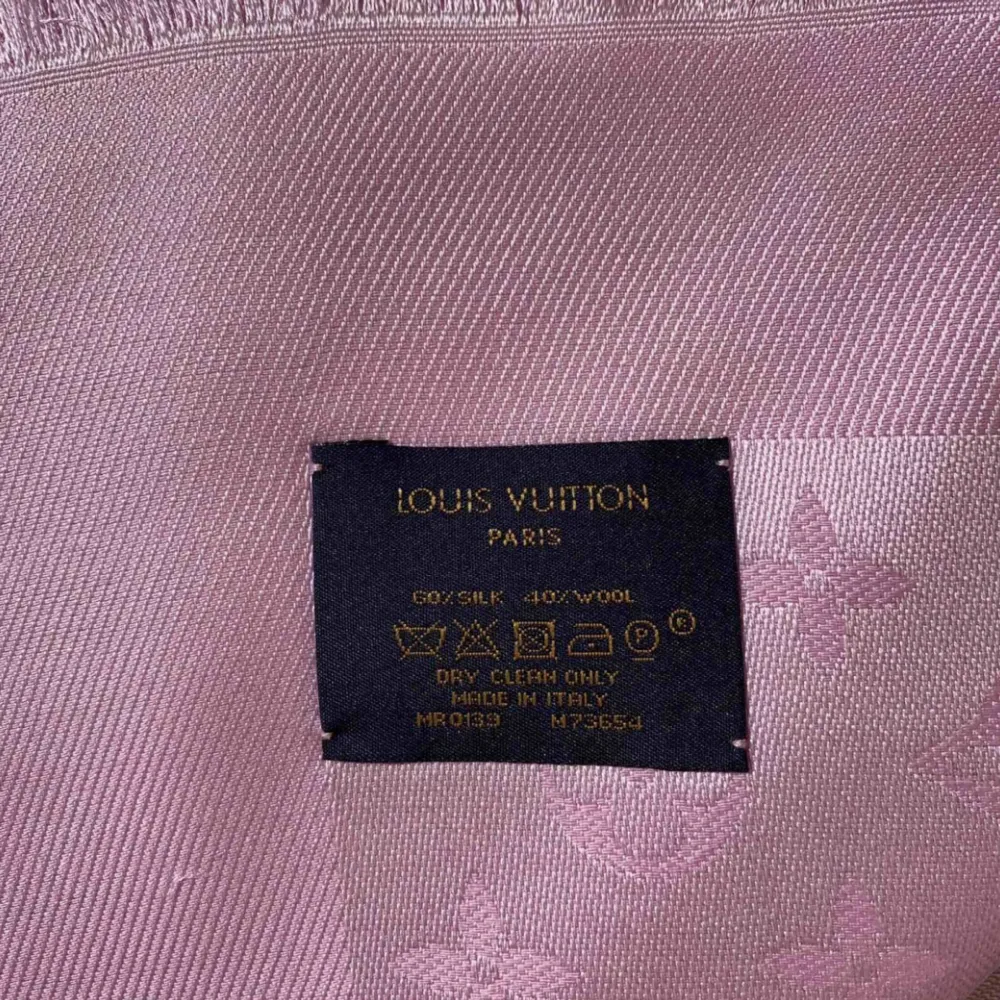 LOUIS VUITTON
PARIS
60% SILK 40% WOOL
P R
DRY CLEAN ONLY
MADE IN ITALY
MR0139 M73654